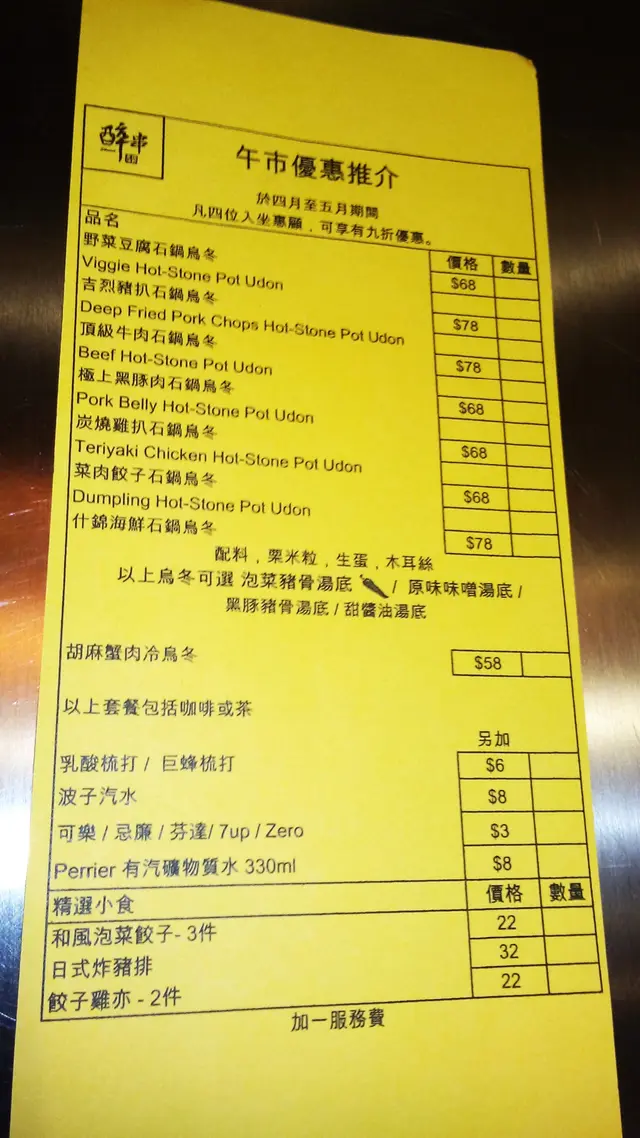 醉串
午市優惠推介
於四月至五月期間
凡四位入坐惠顧，可享有九折優惠。
品名 價格 數量
野菜豆腐石鍋烏冬 $68
Viggie Hot-Stone Pot Udon
吉烈豬扒石鍋烏冬 $78
Deep Fried Pork Chops Hot-Stone Pot Udon
頂級牛肉石鍋烏冬 $78
Beef Hot-Stone Pot Udon
極上黑豚肉石鍋烏冬 $68
Pork Belly Hot-Stone Pot Udon
炭燒雞扒石鍋烏冬 $68
Teriyaki Chicken Hot-Stone Pot Udon
菜肉餃子石鍋烏冬 $68
Dumpling Hot-Stone Pot Udon
什錦海鮮石鍋烏冬 $78
配料，粟米粒，生蛋，木耳絲
以上烏冬可選 泡菜豬骨湯底 / 原味味噌湯底 /
黑豚豬骨湯底 / 甜醬油湯底
胡麻蟹肉冷烏冬 $58
以上套餐包括咖啡或茶
另加
乳酸梳打 / 巨蜂梳打 $6
波子汽水 $8
可樂 / 忌廉 / 芬達/ 7up / Zero $3
Perrier 有汽礦物質水 330ml $8
精選小食 價格 數量
和風泡菜餃子- 3件 22
日式炸豬排 32
餃子雞亦 - 2件 22
加一服務費